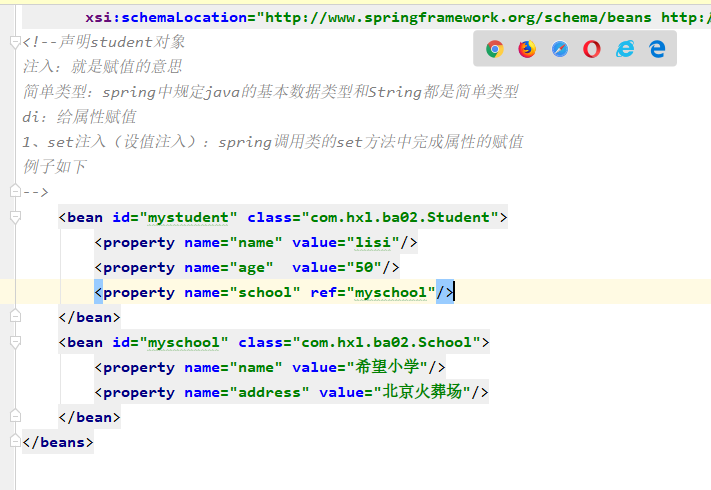 xsi:schemaLocation="http://www.springframework.org/schema/beans http:/
<!--声明student对象
注入：就是赋值的意思
简单类型：spring中规定java的基本数据类型和String都是简单类型
di：给属性赋值
1、set注入（设值注入）：spring调用类的set方法中完成属性的赋值
例子如下
-->
<bean id="mystudent" class="com.hxl.ba02.Student">
<property name="name" value="lisi"/>
<property name="age"  value="50"/>
<property name="school" ref="myschool"/>
</bean>
<bean id="myschool" class="com.hxl.ba02.School">
<property name="name" value="希望小学"/>
<property name="address" value="北京火葬场"/>
</bean>
</beans>